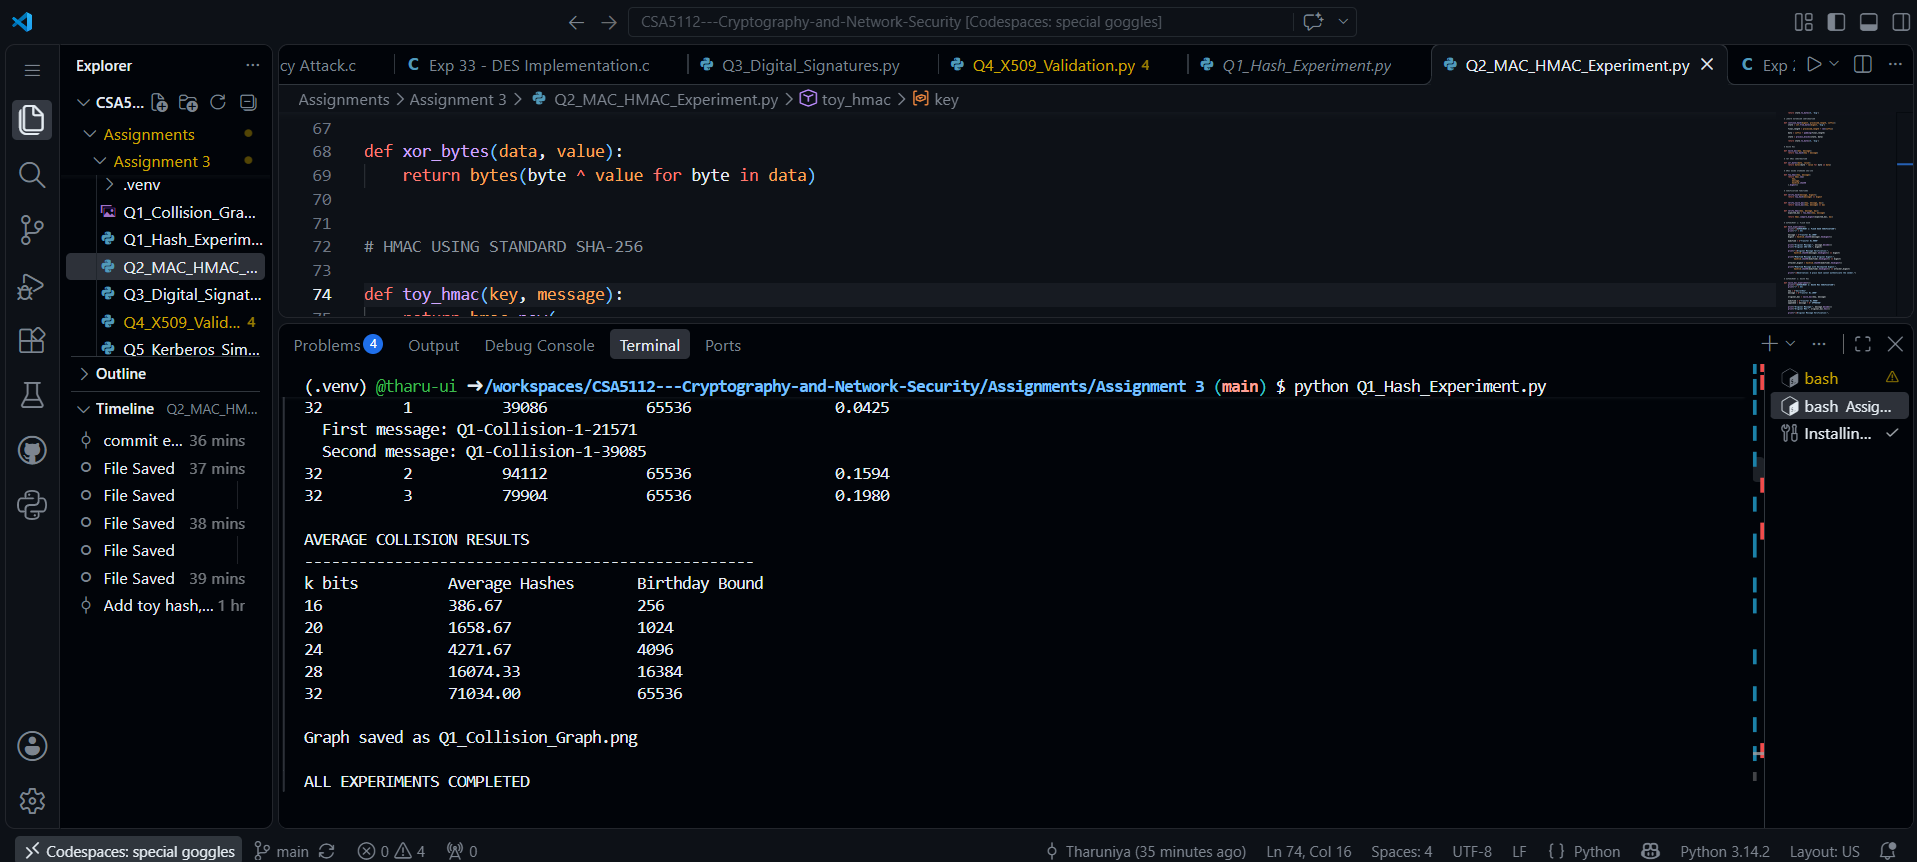 CSA5112---Cryptography-and-Network-Security [Codespaces: special goggles]
Explorer
CSA5...
Assignments
Assignment 3
.venv
Q1_Collision_Gra...
Q1_Hash_Experim...
Q2_MAC_HMAC_...
Q3_Digital_Signat...
Q4_X509_Valid... 4
Q5 Kerberos Sim...
Outline
Timeline Q2_MAC_HM...
commit e... 36 mins
File Saved 37 mins
File Saved
File Saved 38 mins
File Saved
File Saved 39 mins
Add toy hash,... 1 hr
cy Attack.c
C Exp 33 - DES Implementation.c
Q3_Digital_Signatures.py
Q4_X509_Validation.py 4
Q1_Hash_Experiment.py
Q2_MAC_HMAC_Experiment.py
C Exp
Assignments > Assignment 3 > Q2_MAC_HMAC_Experiment.py > toy_hmac > key
67
68 def xor_bytes(data, value):
69 return bytes(byte ^ value for byte in data)
70
71
72 # HMAC USING STANDARD SHA-256
73
74 def toy_hmac(key, message):
Problems 4
Output
Debug Console
Terminal
Ports
(.venv) @tharu-ui ➜/workspaces/CSA5112---Cryptography-and-Network-Security/Assignments/Assignment 3 (main) $ python Q1_Hash_Experiment.py
32 1 39086 65536 0.0425
First message: Q1-Collision-1-21571
Second message: Q1-Collision-1-39085
32 2 94112 65536 0.1594
32 3 79904 65536 0.1980
AVERAGE COLLISION RESULTS
--------------------------------------------------
k bits Average Hashes Birthday Bound
16 386.67 256
20 1658.67 1024
24 4271.67 4096
28 16074.33 16384
32 71034.00 65536
Graph saved as Q1_Collision_Graph.png
ALL EXPERIMENTS COMPLETED
bash
bash Assig...
Installin...
Codespaces: special goggles
main
0 4
0
Tharuniya (35 minutes ago)
Ln 74, Col 16
Spaces: 4
UTF-8
LF
{ } Python
Python 3.14.2
Layout: US